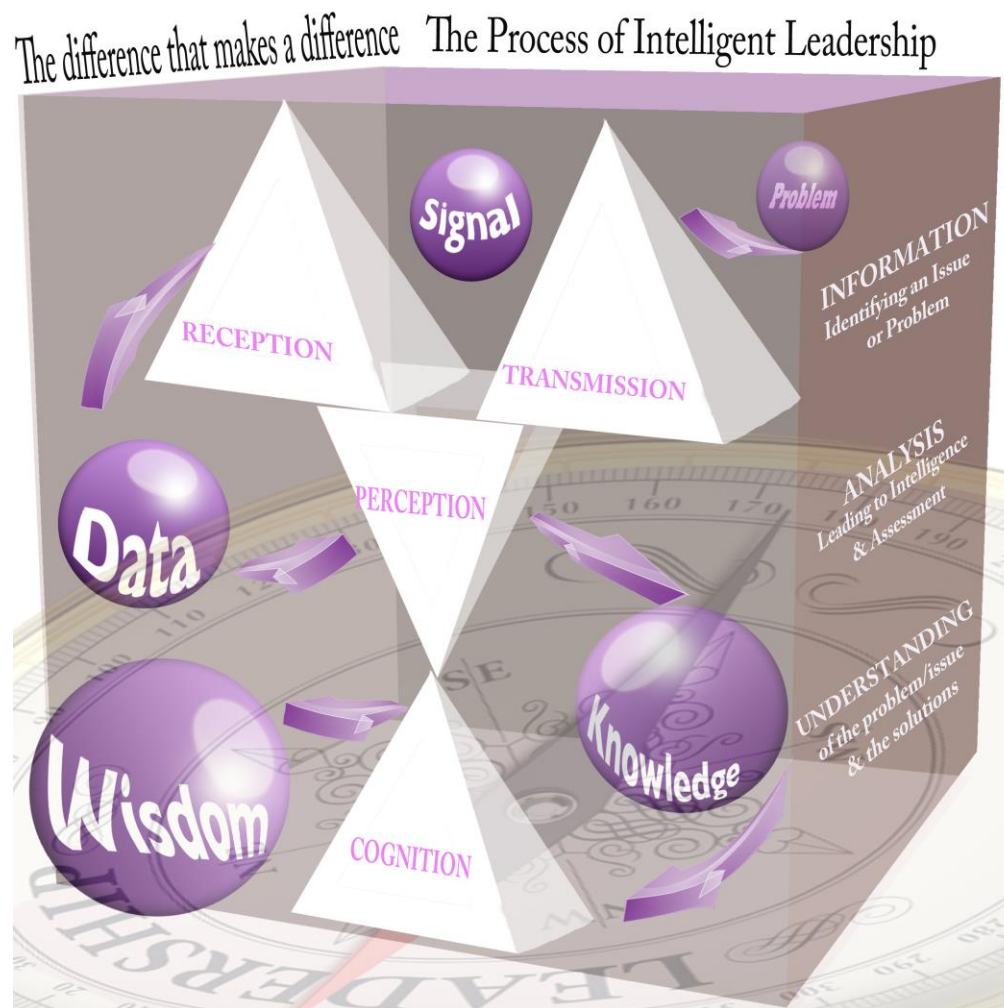 The difference that makes a difference
The Process of Intelligent Leadership
Signal
Problem
RECEPTION
TRANSMISSION
INFORMATION
Identifying an Issue
or Problem
PERCEPTION
ANALYSIS
Leading to Intelligence
& Assessment
Data
150
160
170
190
110
100
SE
Knowledge
UNDERSTANDING
of the problem/issue
& the solutions
Wisdom
COGNITION
LEADERSHIP